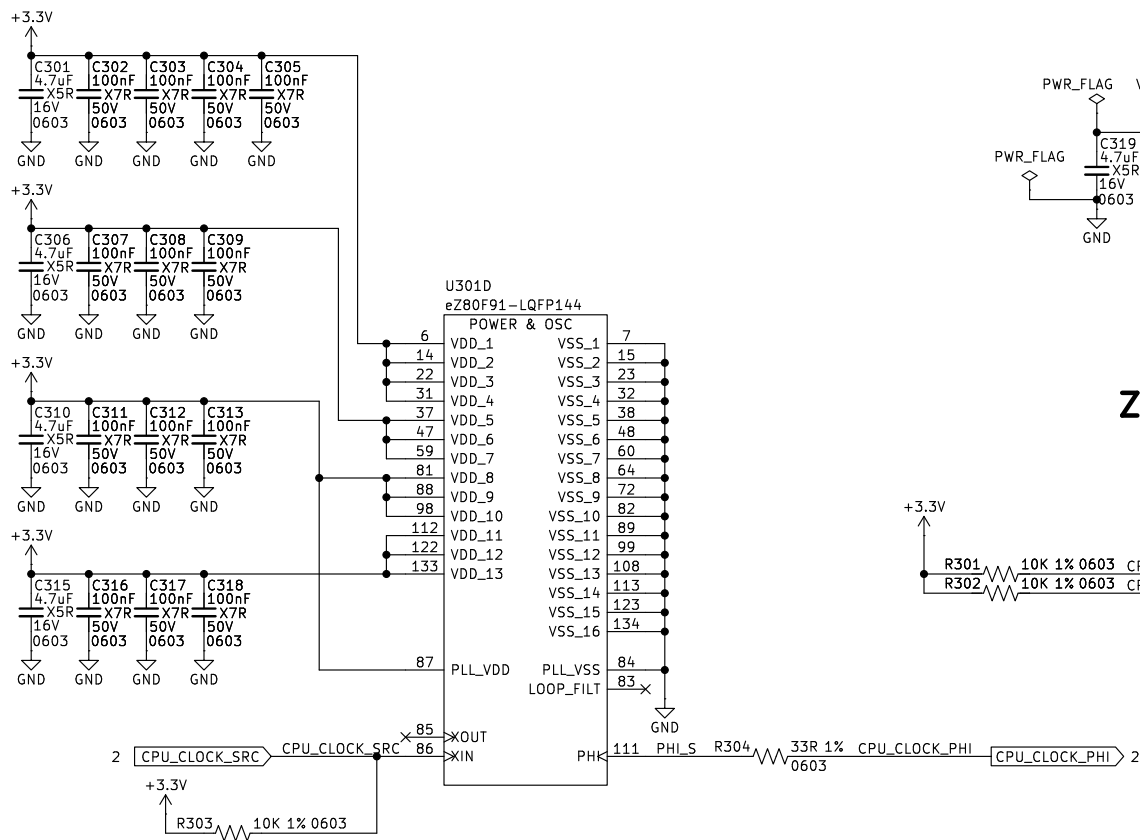 +3.3V
C301 C302 C303 C304 C305
4.7uF 100nF 100nF 100nF 100nF
X5R X7R X7R X7R X7R
16V 50V 50V 50V 50V
0603 0603 0603 0603 0603
GND GND GND GND GND
PWR_FLAG
PWR_FLAG
C319
4.7uF
X5R
16V
0603
GND
+3.3V
C306 C307 C308 C309
4.7uF 100nF 100nF 100nF
X5R X7R X7R X7R
16V 50V 50V 50V
0603 0603 0603 0603
GND GND GND GND
+3.3V
C310 C311 C312 C313
4.7uF 100nF 100nF 100nF
X5R X7R X7R X7R
16V 50V 50V 50V
0603 0603 0603 0603
GND GND GND GND
+3.3V
C315 C316 C317 C318
4.7uF 100nF 100nF 100nF
X5R X7R X7R X7R
16V 50V 50V 50V
0603 0603 0603 0603
GND GND GND GND
U301D
eZ80F91-LQFP144
POWER & OSC
6 VDD_1 VSS_1 7
14 VDD_2 VSS_2 15
22 VDD_3 VSS_3 23
31 VDD_4 VSS_4 32
37 VDD_5 VSS_5 38
47 VDD_6 VSS_6 48
59 VDD_7 VSS_7 60
81 VDD_8 VSS_8 64
88 VDD_9 VSS_9 72
98 VDD_10 VSS_10 82
112 VDD_11 VSS_11 89
122 VDD_12 VSS_12 99
133 VDD_13 VSS_13 108
VSS_14 113
VSS_15 123
VSS_16 134
87 PLL_VDD PLL_VSS 84
LOOP_FILT 83
GND
85 XOUT
2 CPU_CLOCK_SRC CPU_CLOCK_SRC 86 XIN PHI 111 PHI_S R304 33R 1% CPU_CLOCK_PHI CPU_CLOCK_PHI 2
0603
+3.3V
R303 10K 1% 0603
Z
+3.3V
R301 10K 1% 0603
R302 10K 1% 0603